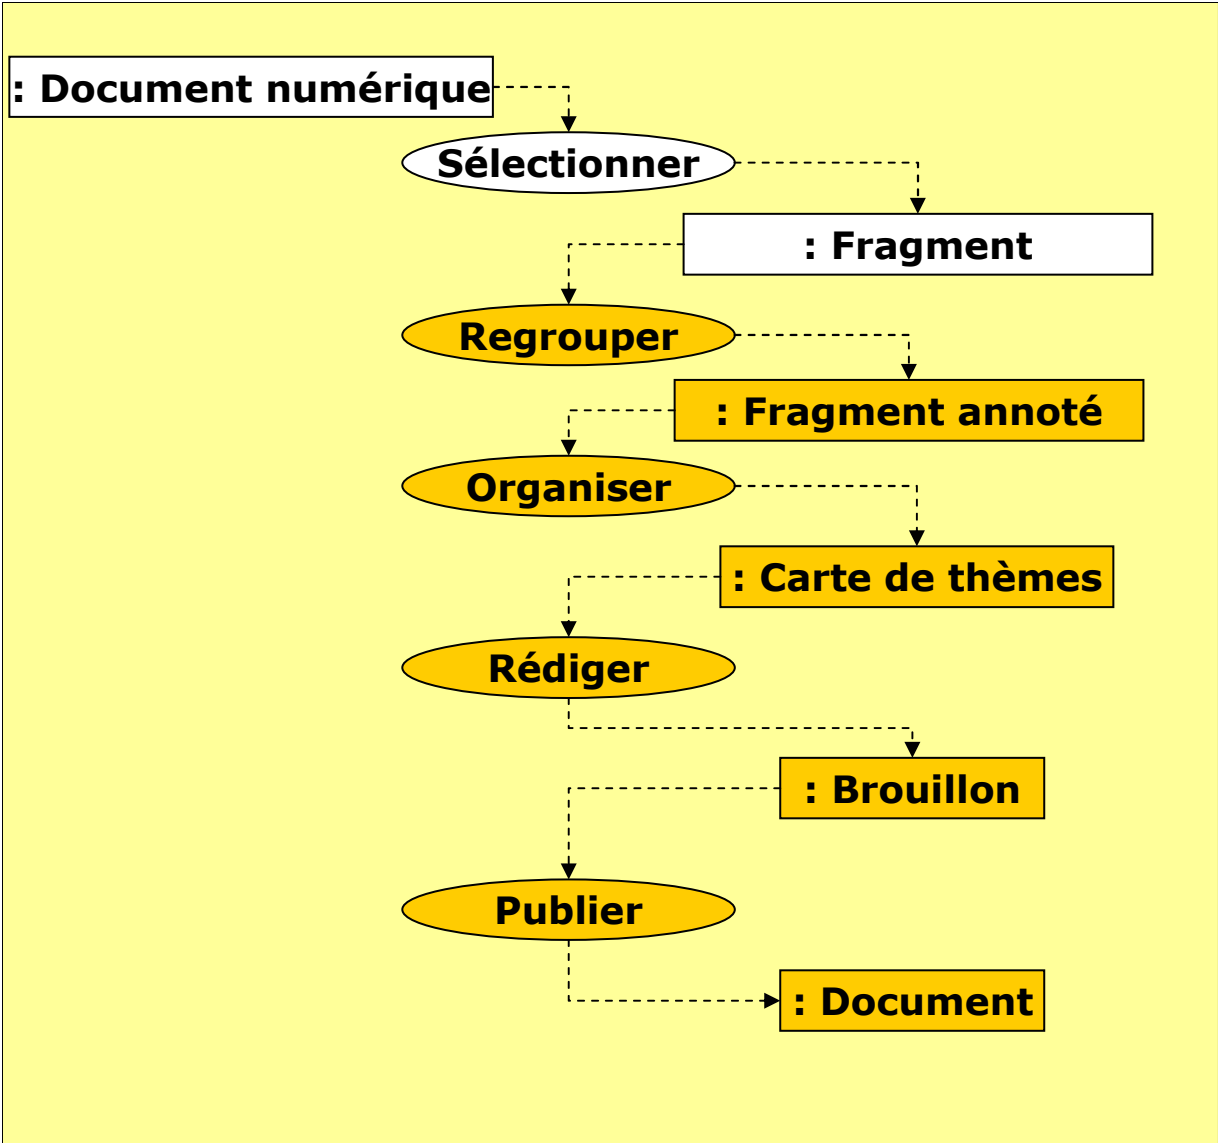 : Document numérique
Sélectionner
: Fragment
Regrouper
: Fragment annoté
Organiser
: Carte de thèmes
Rédiger
: Brouillon
Publier
: Document